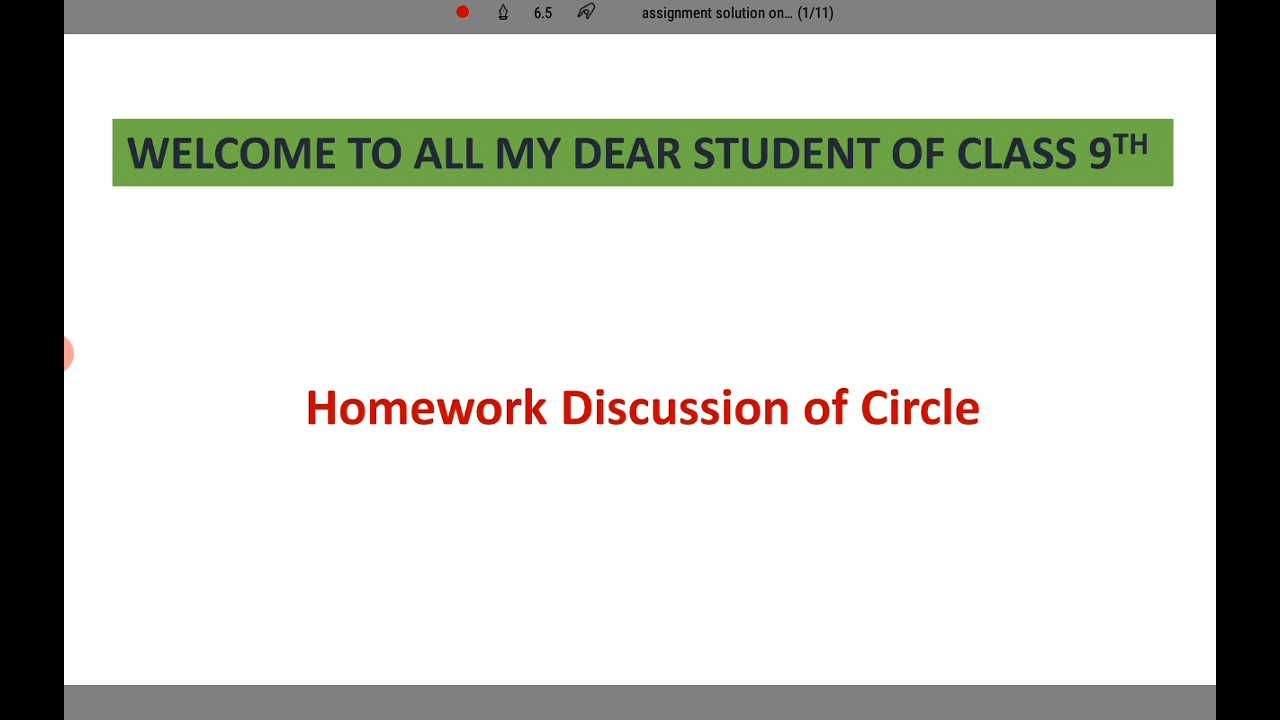 6.5 assignment solution on... (1/11)
WELCOME TO ALL MY DEAR STUDENT OF CLASS 9TH
Homework Discussion of Circle